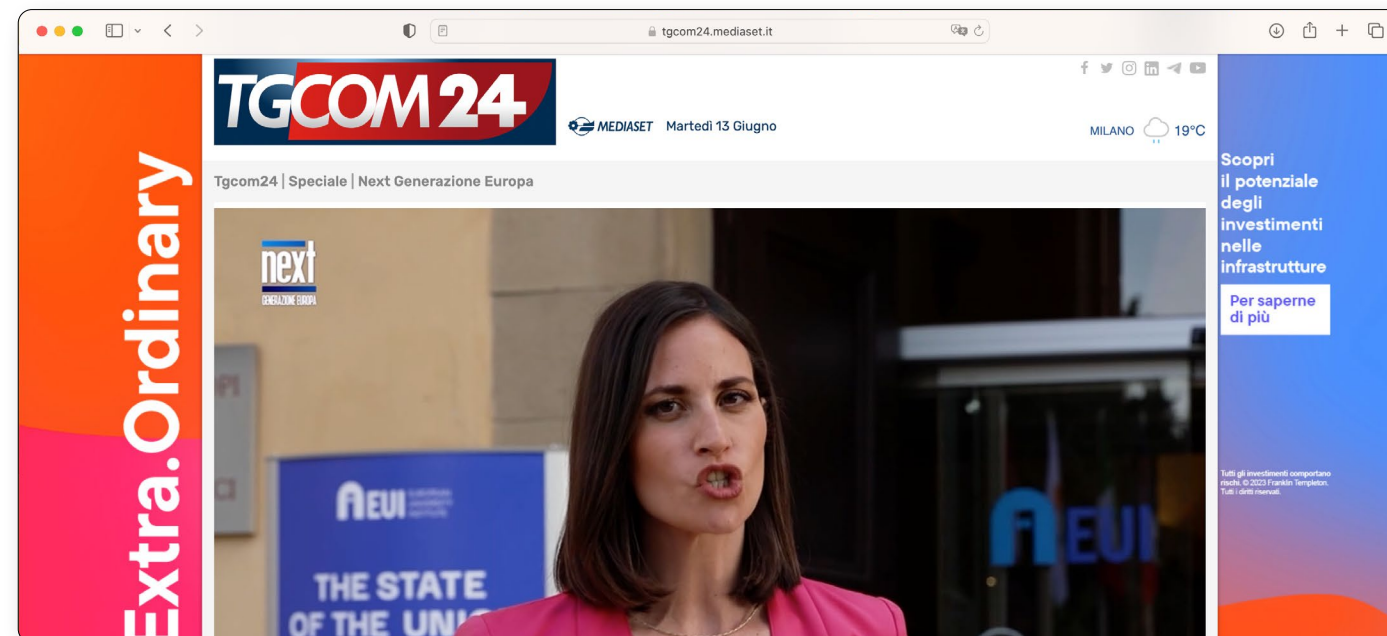 tgcom24.mediaset.it
TGCOM24
MEDIASET Martedì 13 Giugno
MILANO 19°C
Tgcom24 | Speciale | Next Generazione Europa
Extra.Ordinary
next
GENERAZIONE EUROPA
EUI
THE STATE
OF THE UNIO
EUI
Scopri
il potenziale
degli
investimenti
nelle
infrastrutture
Per saperne
di più
Tutti gli investimenti comportano
rischi. © 2023 Franklin Templeton.
Tutti i diritti riservati.